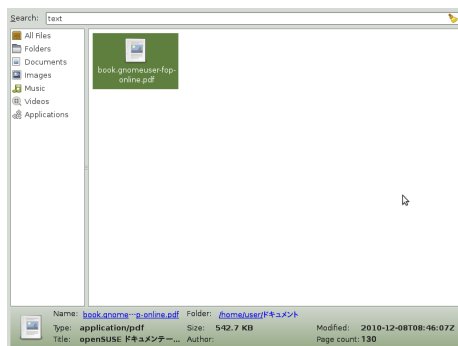 Search: text
All Files
Folders
Documents
Images
Music
Videos
Applications
book.gnomeuser-fop-
online.pdf
Name: book.gnome···p-online.pdf Folder: /home/user/ドキュメント
Type: application/pdf Size: 542.7 KB Modified: 2010-12-08T08:46:07Z
Title: openSUSE ドキュメンテー... Author: Page count: 130